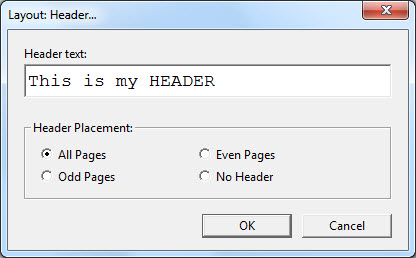 Layout: Header...
Header text:
This is my HEADER
Header Placement:
All Pages
Even Pages
Odd Pages
No Header
OK
Cancel